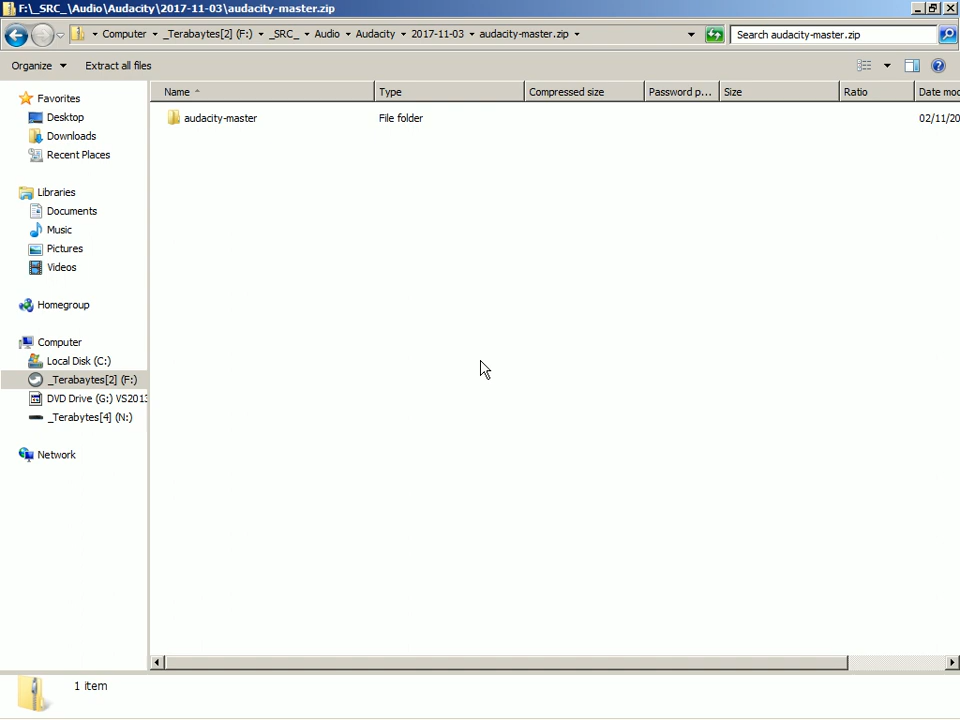 F:\_SRC_\Audio\Audacity\2017-11-03\audacity-master.zip
Computer _Terabaytes[2] (F:) _SRC_ Audio Audacity 2017-11-03 audacity-master.zip Search audacity-master.zip
Organize Extract all files
Favorites
Desktop
Downloads
Recent Places
Libraries
Documents
Music
Pictures
Videos
Homegroup
Computer
Local Disk (C:)
_Terabaytes[2] (F:)
DVD Drive (G:) VS2013
_Terabytes[4] (N:)
Network
Name Type Compressed size Password p... Size Ratio Date mod
audacity-master File folder 02/11/20
1 item